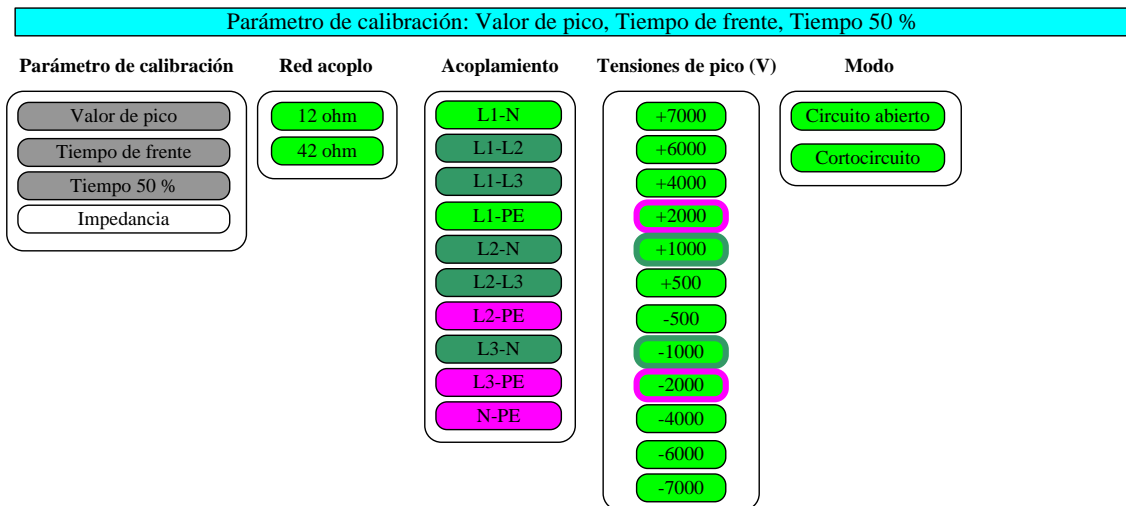 Parámetro de calibración: Valor de pico, Tiempo de frente, Tiempo 50 %
Parámetro de calibración
Valor de pico
Tiempo de frente
Tiempo 50 %
Impedancia
Red acoplo
12 ohm
42 ohm
Acoplamiento
L1-N
L1-L2
L1-L3
L1-PE
L2-N
L2-L3
L2-PE
L3-N
L3-PE
N-PE
Tensiones de pico (V)
+7000
+6000
+4000
+2000
+1000
+500
-500
-1000
-2000
-4000
-6000
-7000
Modo
Circuito abierto
Cortocircuito